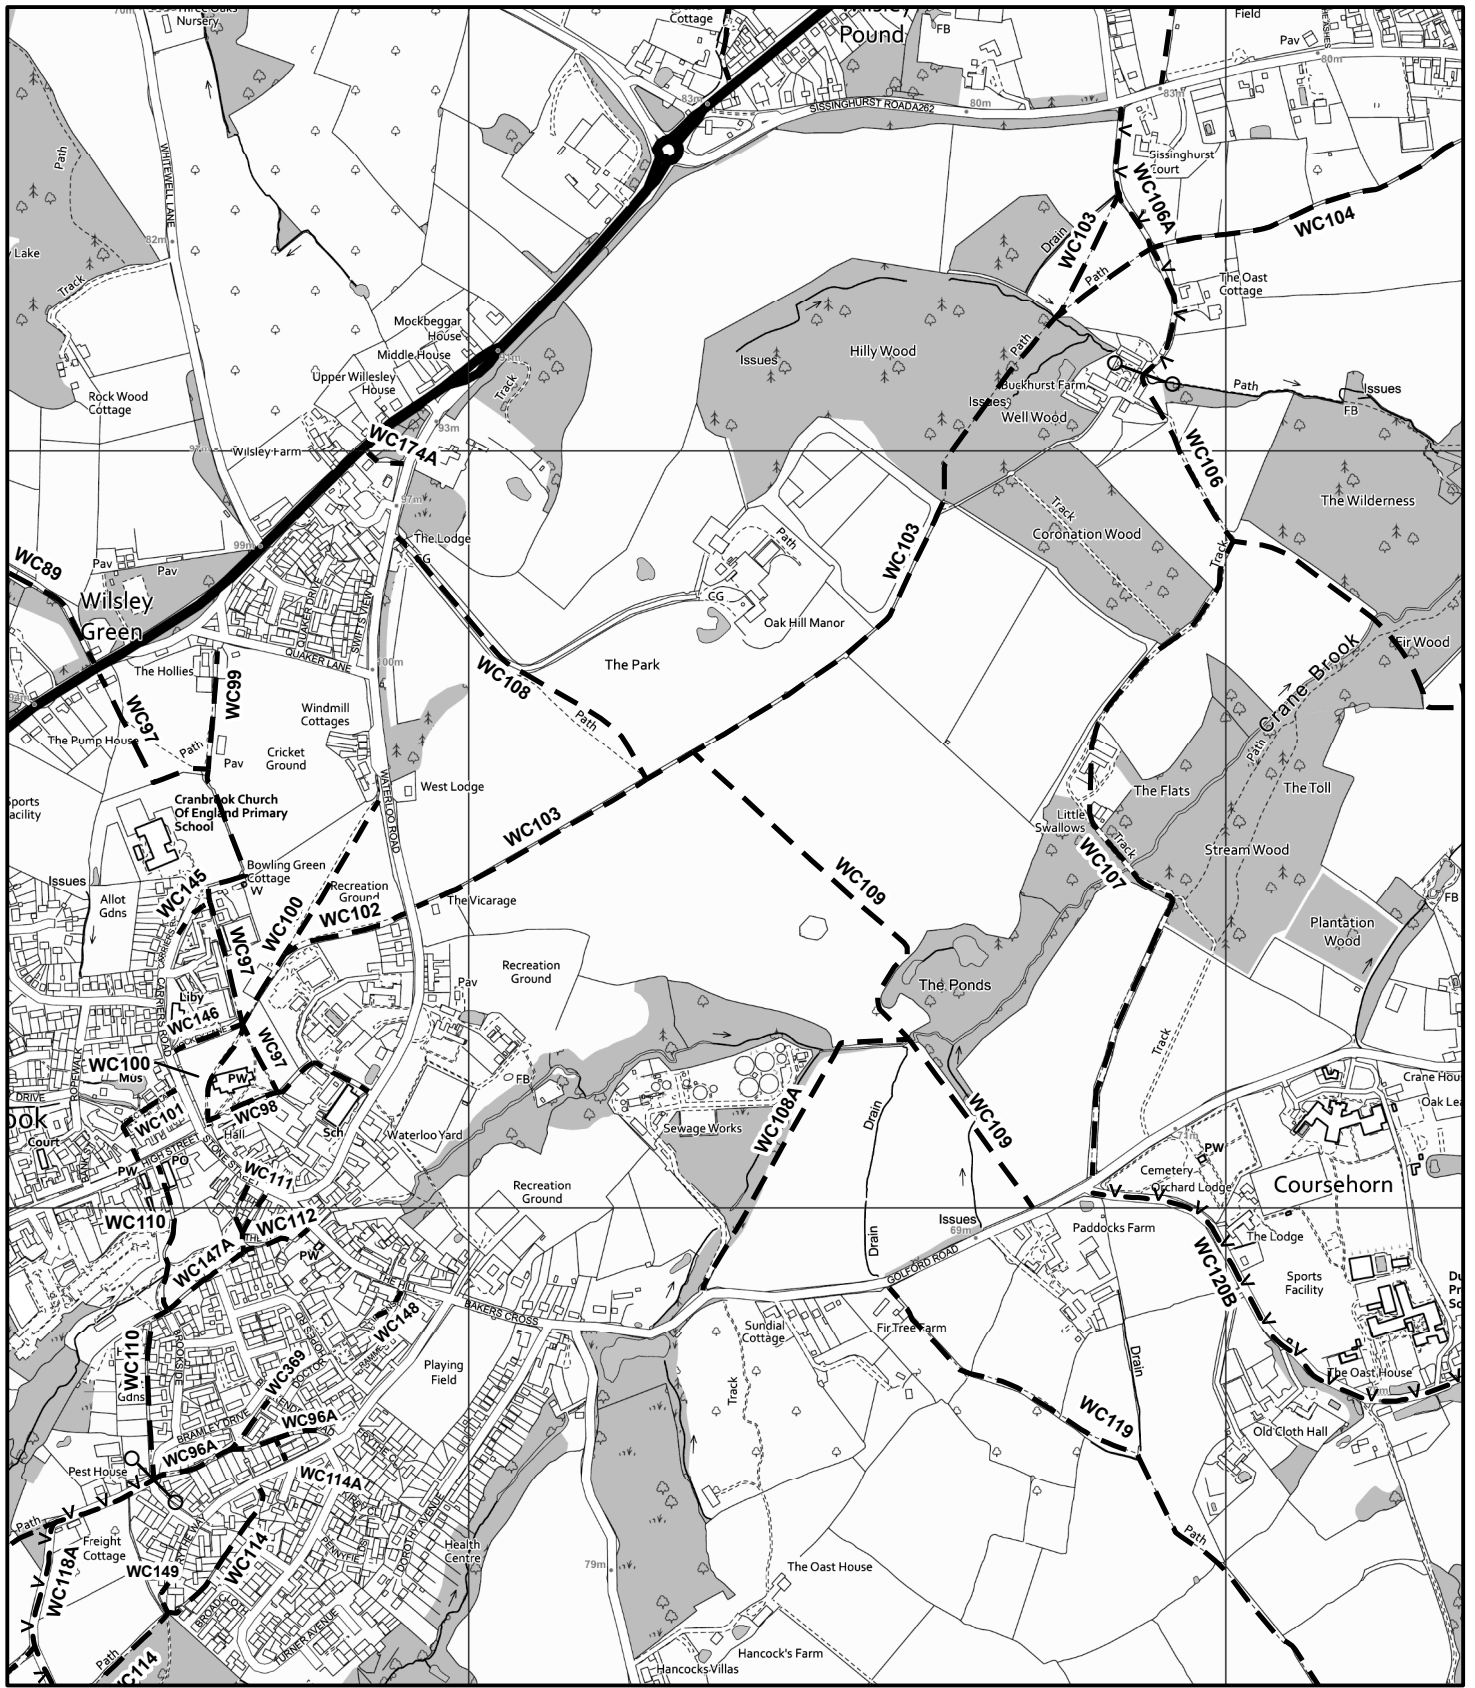 Nursery
Cottage
Pound
FB
Field
Pav
THE ASHES
80m
83m
SISSINGHURST ROAD A262
80m
83m
Path
WHITEWELL LANE
Sissinghurst
Court
WC106A
WC103
WC104
Drain
Path
82m
Lake
Track
The Oast
Cottage
Mockbeggar
House
Middle House
Upper Willesley
House
91m
Track
Issues
Hilly Wood
Path
Buckhurst Farm
Issues
Well Wood
Path
Issues
FB
Rock Wood
Cottage
93m
WC174A
Wilsley Farm
97m
WC106
The Wilderness
97m
99m
The Lodge
CG
Path
WC103
Track
Coronation Wood
Track
WC89
Pav
Pav
Wilsley
Green
QUAKER DRIVE
SWIFTS VIEW
QUAKER LANE
100m
CG
Oak Hill Manor
The Park
WC108
Path
Fir Wood
Crane Brook
Path
The Hollies
WC99
WC97
The Pump House
Path
Pav
Windmill
Cottages
Cricket
Ground
WATERLOO ROAD
West Lodge
The Flats
The Toll
Sports
Facility
Cranbrook Church
Of England Primary
School
WC103
Little
Swallows
Track
WC107
Stream Wood
WC109
Issues
Allot
Gdns
Bowling Green
Cottage
W
WC145
WC100
Recreation
Ground
WC102
The Vicarage
Plantation
Wood
FB
WC97
CARRIERS ROAD
Liby
WC146
Recreation
Ground
Pav
The Ponds
Track
WC100
Mus
WC97
PW
ROPEWALK
DRIVE
FB
WC108A
Drain
WC109
Sewage Works
Crane House
WC101
WC98
Hall
Sch
Waterloo Yard
Court
PW
HIGH STREET
PO
WC111
Recreation
Ground
71m
PW
Cemetery
Orchard Lodge
Coursehorn
WC110
WC112
WC147A
PW
Issues
69m
Drain
GOLFORD ROAD
Paddocks Farm
The Lodge
WC120B
Sports
Facility
THE HILL
BAKERS CROSS
WC148
Sundial
Cottage
Fir Tree Farm
WC110
Gdns
BROOKSIDE
WC369
Playing
Field
Track
Drain
The Oast House
WC119
Old Cloth Hall
BRAMLEY DRIVE
WC96A
WC96A
Pest House
WC114A
Path
Freight
Cottage
WC118A
WC149
WC114
BROADCLOTH
TURNER AVENUE
DOROTHY AVENUE
Health
Centre
79m
The Oast House
Path
Path
WC114
Hancock's Farm
Hancocks Villas